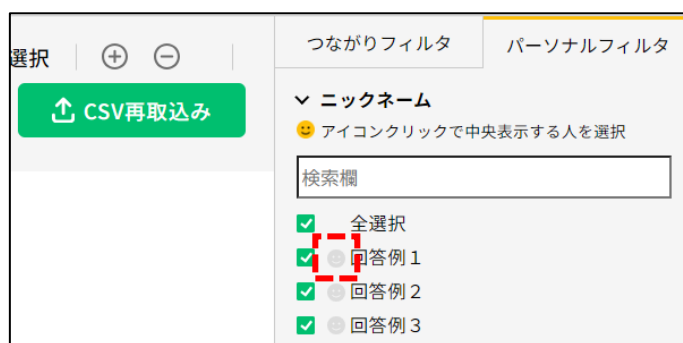 選択
CSV再取込み
つながりフィルタ
パーソナルフィルタ
ニックネーム
アイコンクリックで中央表示する人を選択
検索欄
全選択
回答例１
回答例２
回答例３